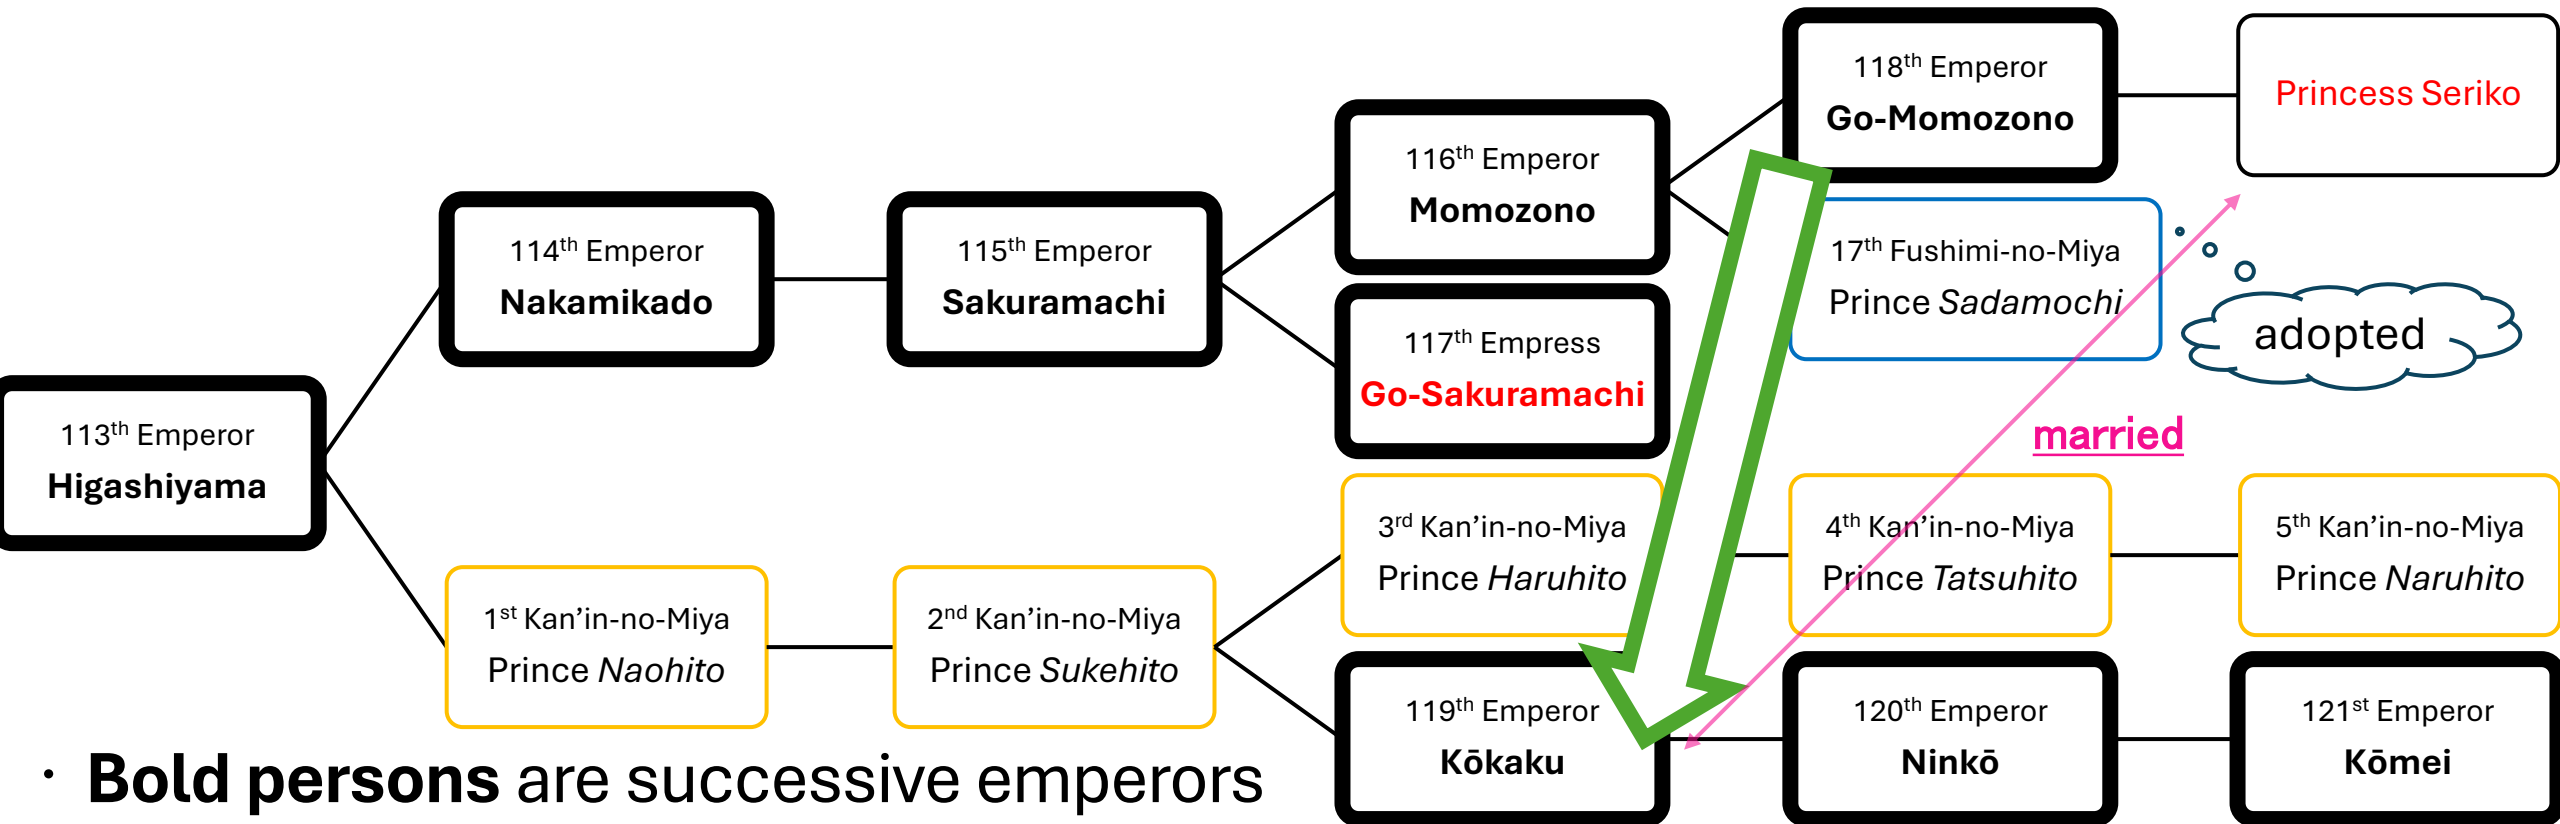 118th Emperor
Go-Momozono
Princess Seriko
116th Emperor
Momozono
114th Emperor
Nakamikado
115th Emperor
Sakuramachi
17th Fushimi-no-Miya
Prince Sadamochi
adopted
117th Empress
Go-Sakuramachi
married
113th Emperor
Higashiyama
3rd Kan’in-no-Miya
Prince Haruhito
4th Kan’in-no-Miya
Prince Tatsuhito
5th Kan’in-no-Miya
Prince Naruhito
1st Kan’in-no-Miya
Prince Naohito
2nd Kan’in-no-Miya
Prince Sukehito
119th Emperor
Kōkaku
120th Emperor
Ninkō
121st Emperor
Kōmei
・Bold persons are successive emperors